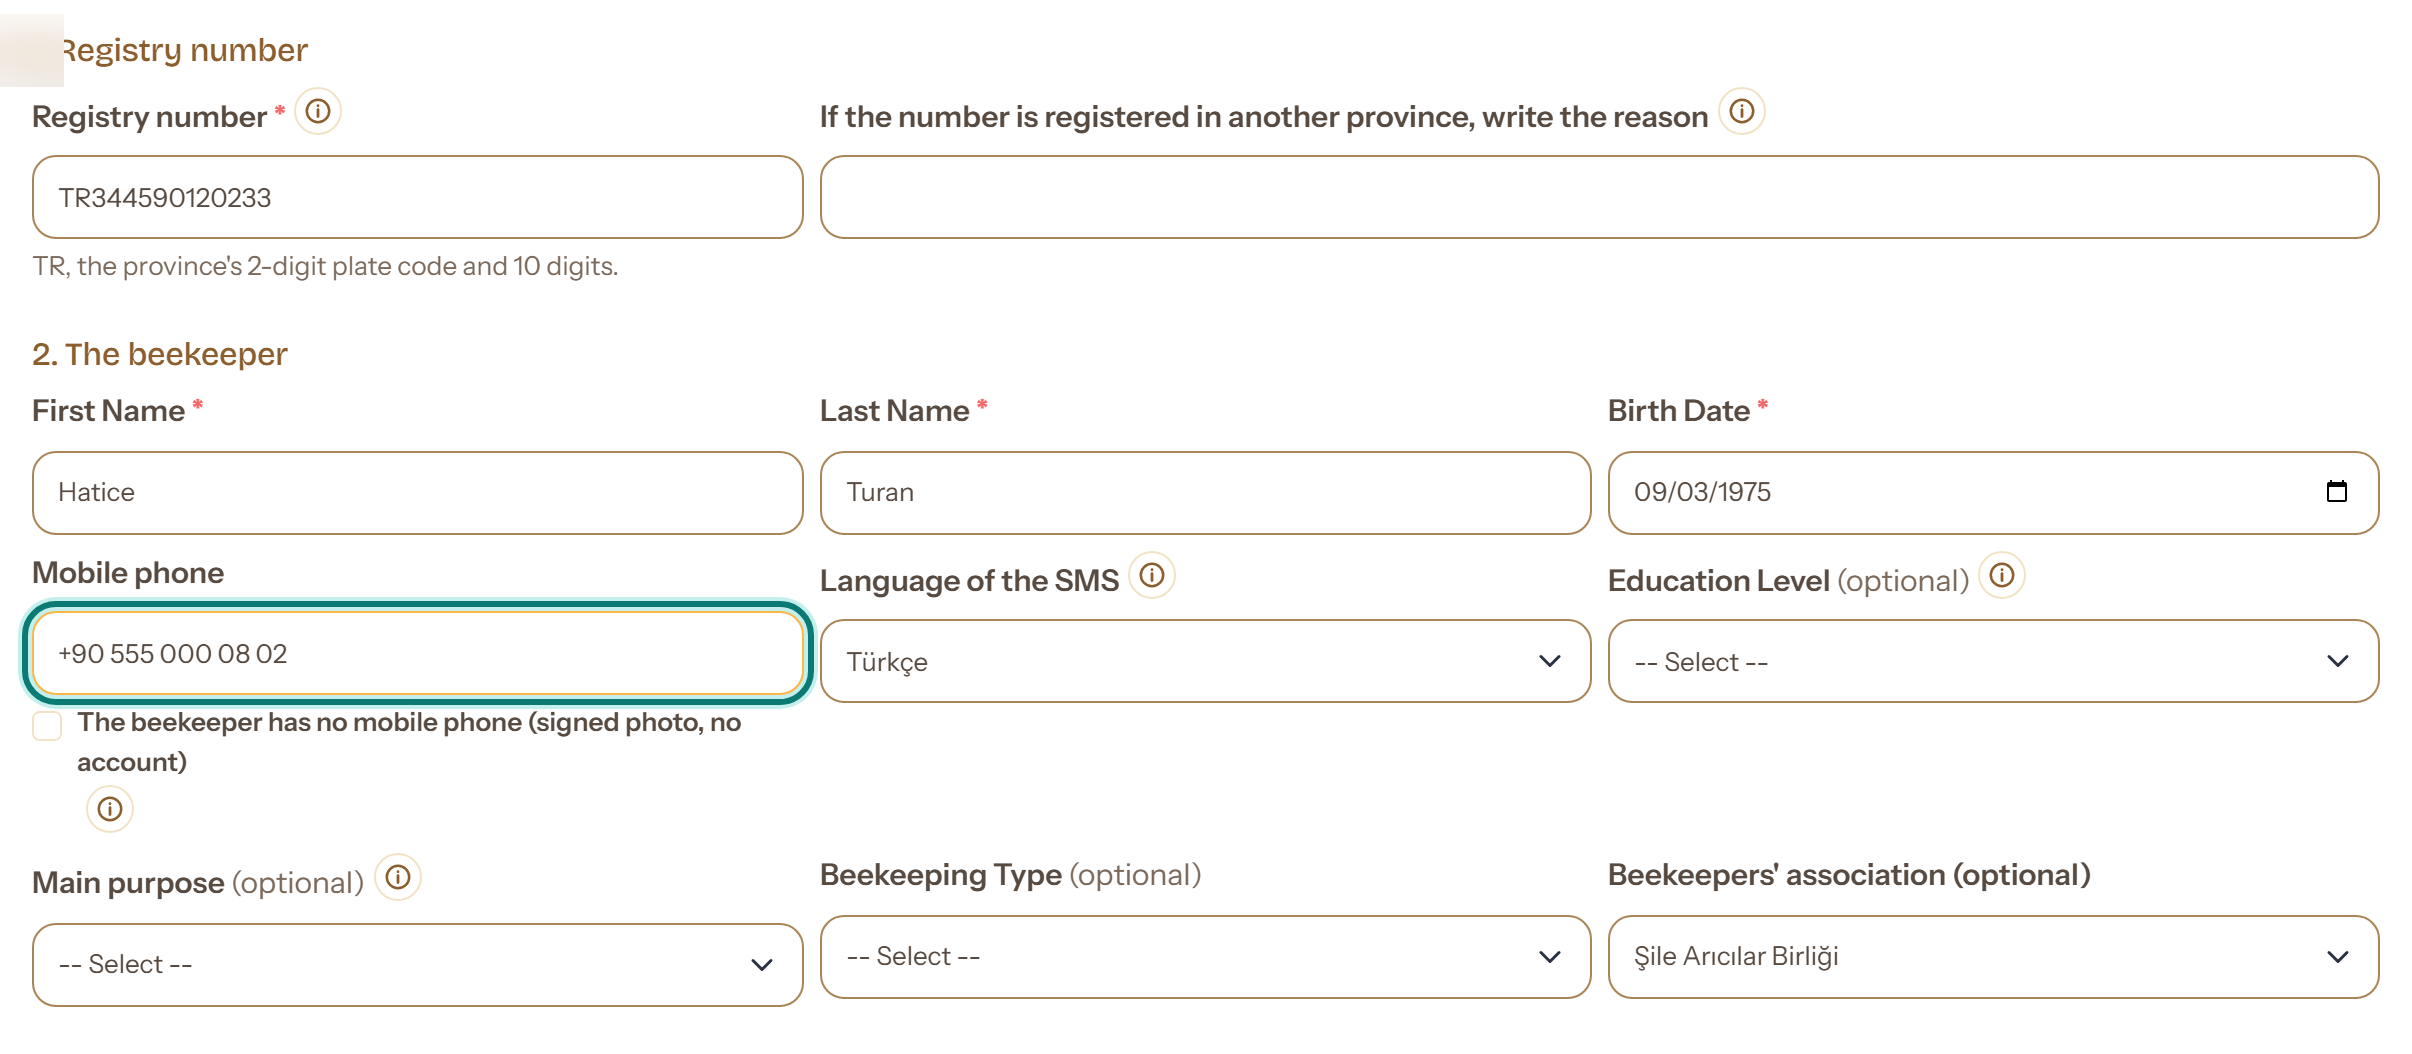 Registry number
Registry number *
If the number is registered in another province, write the reason
TR344590120233
TR, the province's 2-digit plate code and 10 digits.
2. The beekeeper
First Name *
Last Name *
Birth Date *
Hatice
Turan
09/03/1975
Mobile phone
Language of the SMS
Education Level (optional)
+90 555 000 08 02
Türkçe
-- Select --
The beekeeper has no mobile phone (signed photo, no
account)
Main purpose (optional)
Beekeeping Type (optional)
Beekeepers' association (optional)
-- Select --
-- Select --
Şile Arıcılar Birliği